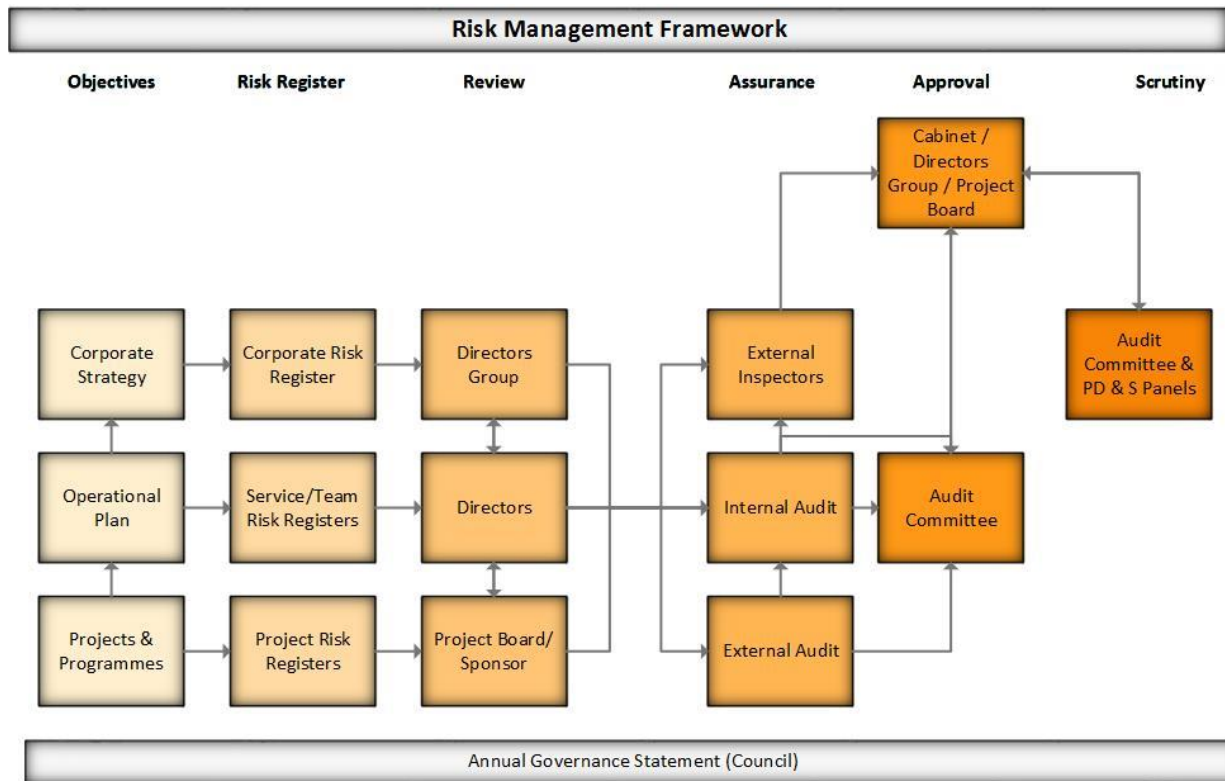 Risk Management Framework
Objectives
Risk Register
Review
Assurance
Approval
Scrutiny
Cabinet /
Directors
Group / Project
Board
Corporate
Strategy
Corporate Risk
Register
Directors
Group
External
Inspectors
Audit
Committee &
PD & S Panels
Operational
Plan
Service/Team
Risk Registers
Directors
Internal Audit
Audit
Committee
Projects &
Programmes
Project Risk
Registers
Project Board/
Sponsor
External Audit
Annual Governance Statement (Council)